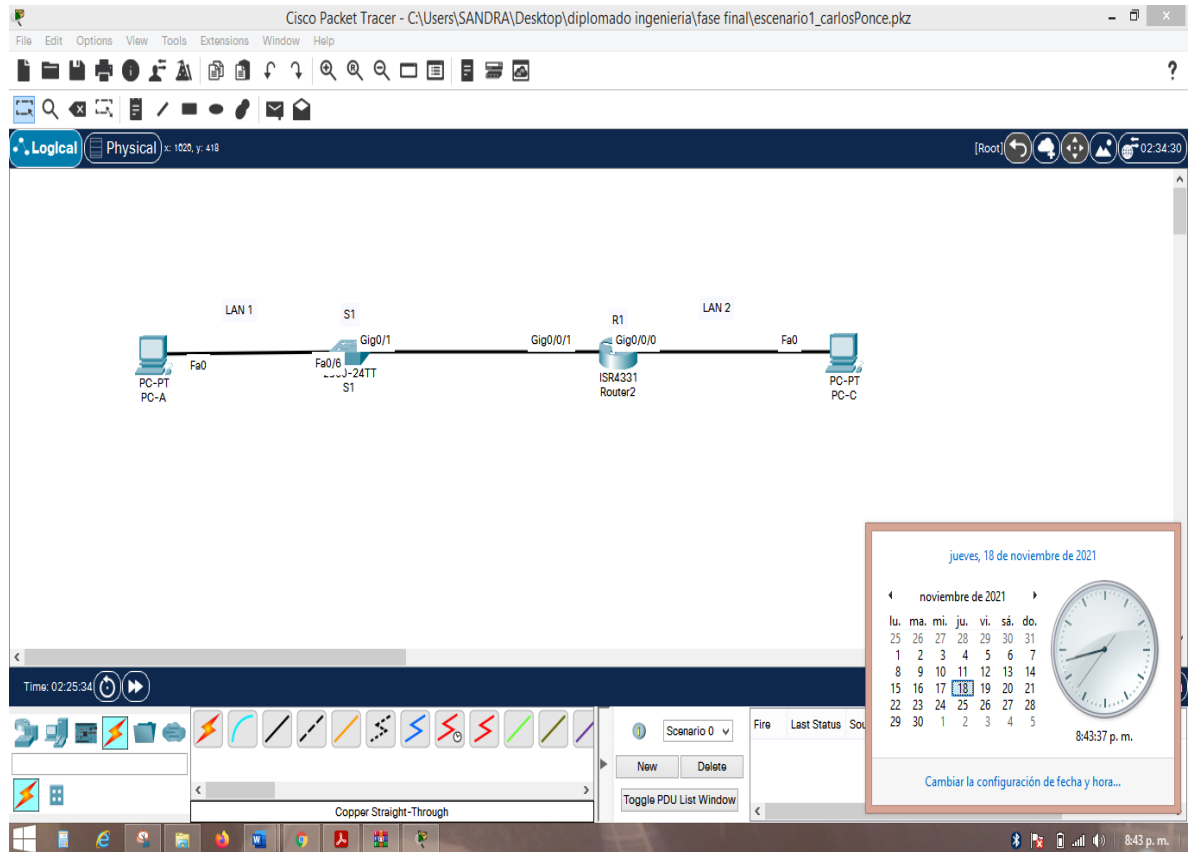 Cisco Packet Tracer - C:\Users\SANDRA\Desktop\diplomado ingenieria\fase final\escenario1_carlosPonce.pkz
File Edit Options View Tools Extensions Window Help
?
Logical Physical x: 1020, y: 418 [Root] 02:34:30
LAN 1 S1 R1 LAN 2
Gig0/1 Gig0/0/1 Gig0/0/0 Fa0
Fa0 Fa0/6
PC-PT
PC-A
-24TT
S1
ISR4331
Router2
PC-PT
PC-C
jueves, 18 de noviembre de 2021
noviembre de 2021
lu. ma. mi. ju. vi. sá. do.
25 26 27 28 29 30 31
1 2 3 4 5 6 7
8 9 10 11 12 13 14
15 16 17 18 19 20 21
22 23 24 25 26 27 28
29 30 1 2 3 4 5
8:43:37 p. m.
Cambiar la configuración de fecha y hora...
Time: 02:25:34
Scenario 0
Fire Last Status
New Delete
Toggle PDU List Window
Copper Straight-Through
8:43 p. m.